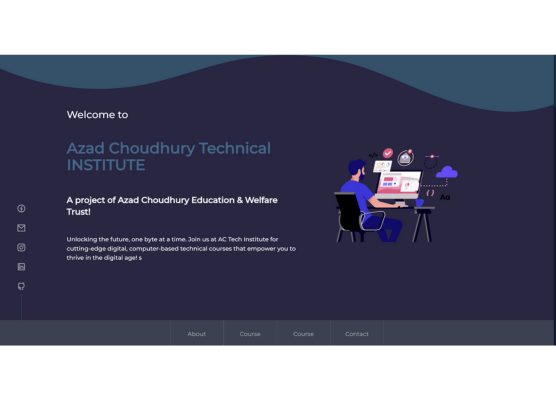 Welcome to
Azad Choudhury Technical
INSTITUTE
A project of Azad Choudhury Education & Welfare
Trust!
Unlocking the future, one byte at a time. Join us at AC Tech Institute for
cutting-edge digital, computer-based technical courses that empower you to
thrive in the digital age! s
</>
{ }
Aa
About Course Course Contact